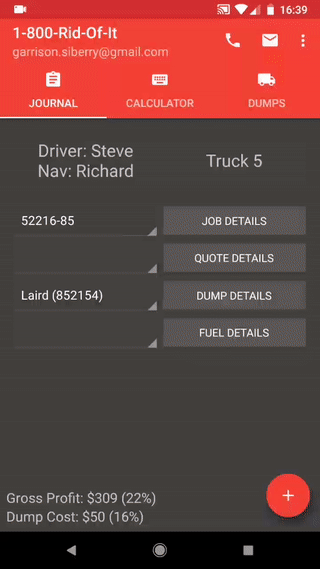 16:39
1-800-Rid-Of-It
garrison.siberry@gmail.com
JOURNAL
CALCULATOR
DUMPS
Driver: Steve
Nav: Richard
Truck 5
52216-85
JOB DETAILS
QUOTE DETAILS
Laird (852154)
DUMP DETAILS
FUEL DETAILS
Gross Profit: $309 (22%)
Dump Cost: $50 (16%)